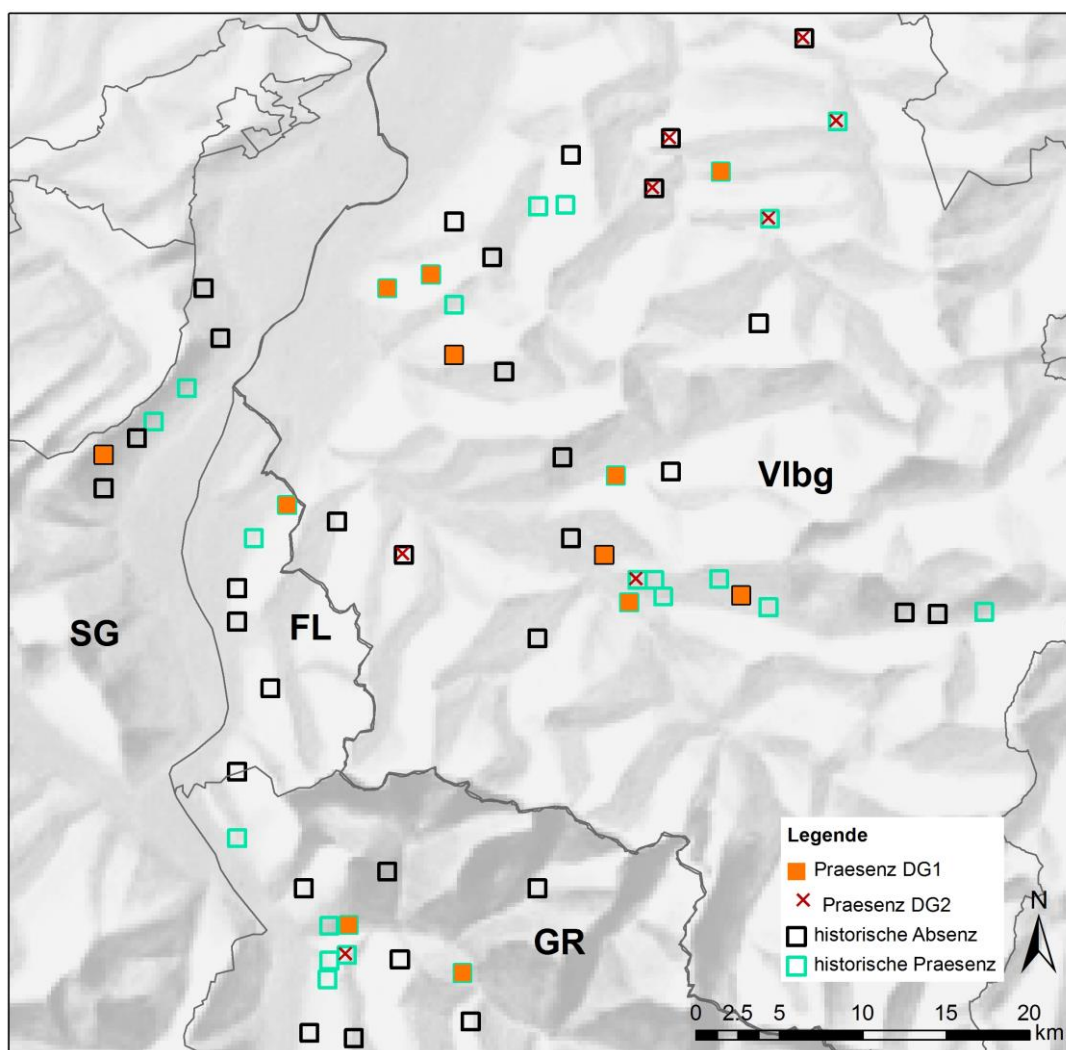 Vlbg
SG
FL
GR
Legende
Praesenz DG1
Praesenz DG2
historische Absenz
historische Praesenz
N
0 2.5 5 10 15 20
km